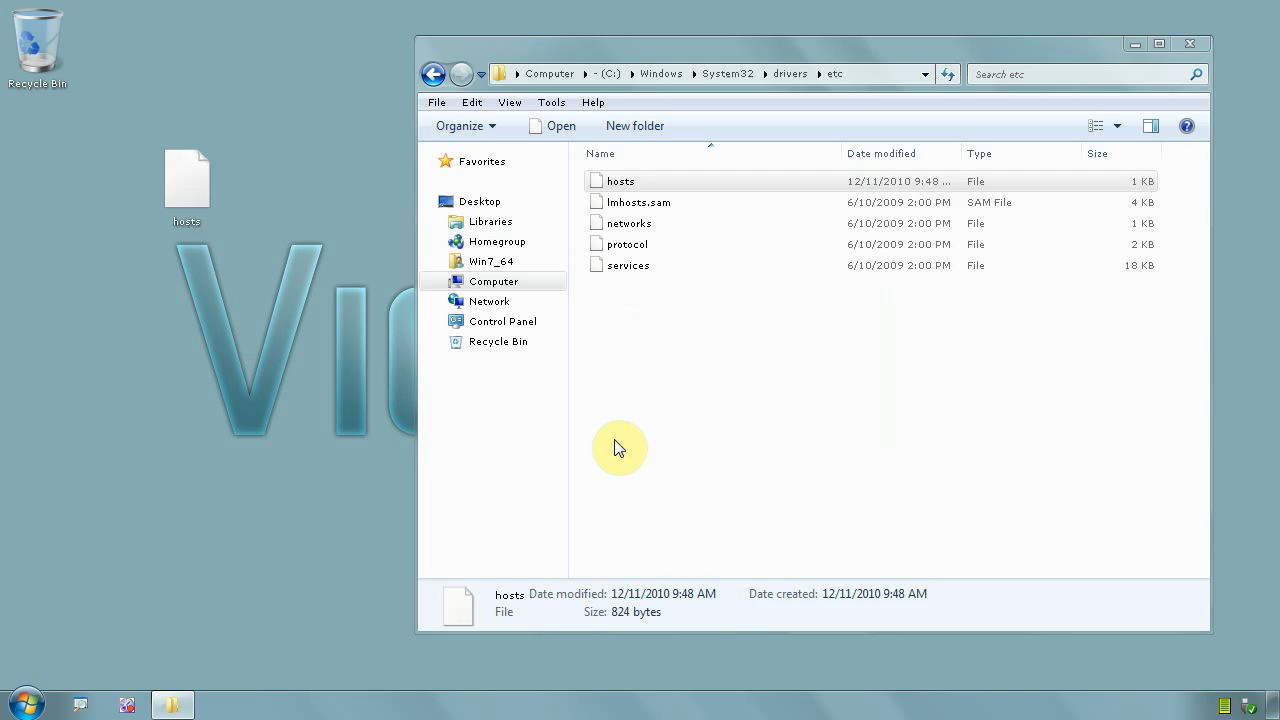 Recycle Bin
hosts
Computer - (C:) Windows System32 drivers etc
Search etc
File Edit View Tools Help
Organize Open New folder
Name Date modified Type Size
Favorites
Desktop
Libraries
Homegroup
Win7_64
Computer
Network
Control Panel
Recycle Bin
hosts 12/11/2010 9:48 ... File 1 KB
lmhosts.sam 6/10/2009 2:00 PM SAM File 4 KB
networks 6/10/2009 2:00 PM File 1 KB
protocol 6/10/2009 2:00 PM File 2 KB
services 6/10/2009 2:00 PM File 18 KB
hosts Date modified: 12/11/2010 9:48 AM Date created: 12/11/2010 9:48 AM
File Size: 824 bytes